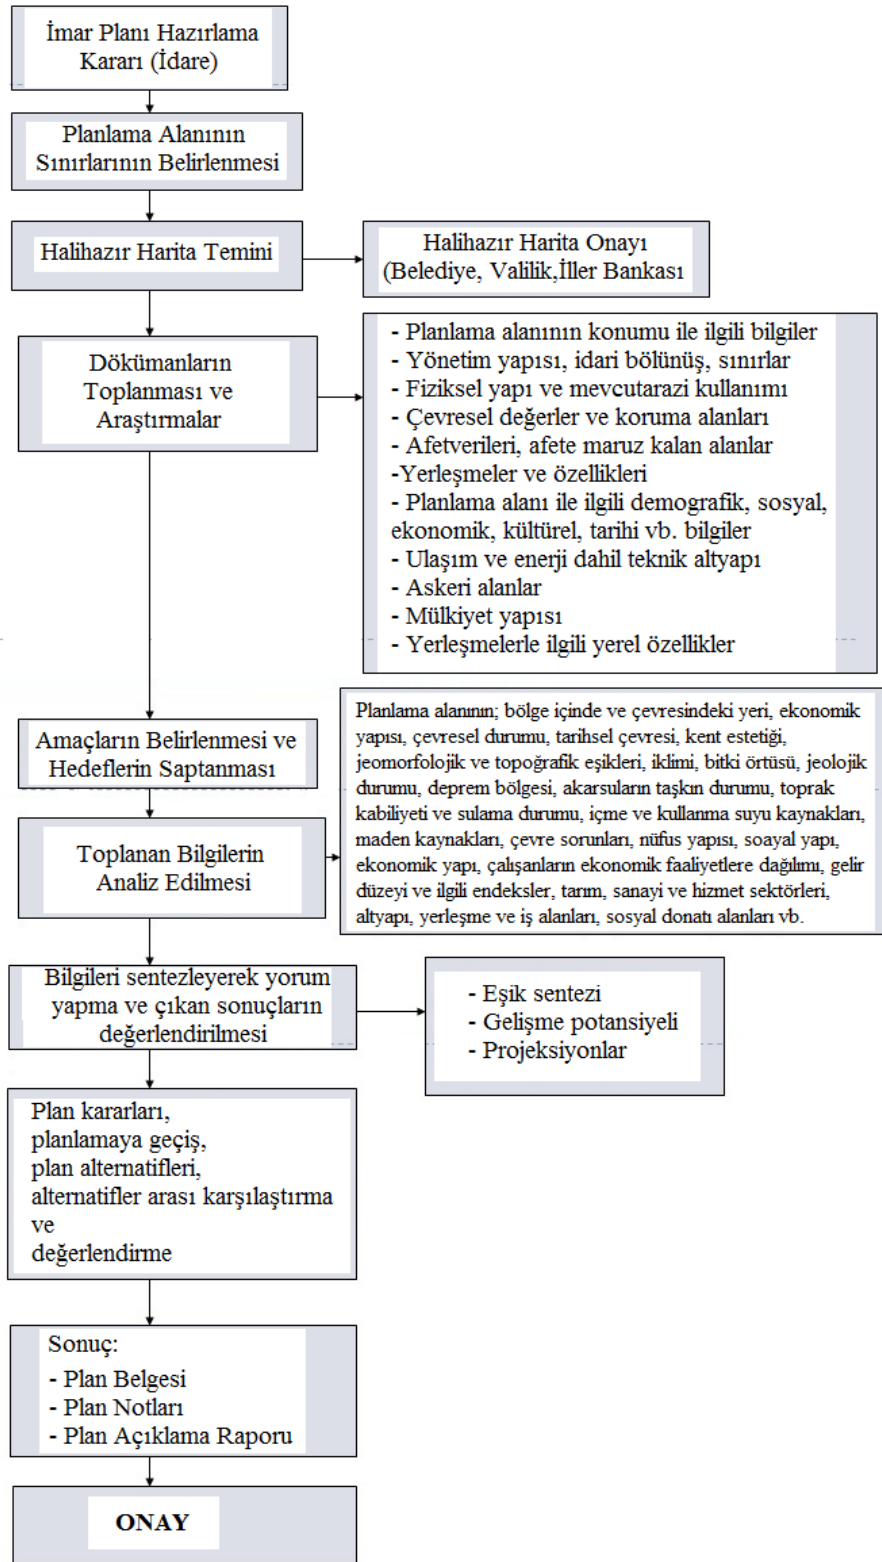 İmar Planı Hazırlama
Kararı (İdare)
Planlama Alanının
Sınırlarının Belirlenmesi
Halihazır Harita Temini
Halihazır Harita Onayı
(Belediye, Valilik,İller Bankası
Dökümanların
Toplanması ve
Araştırmalar
- Planlama alanının konumu ile ilgili bilgiler
- Yönetim yapısı, idari bölünüş, sınırlar
- Fiziksel yapı ve mevcutarazi kullanımı
- Çevresel değerler ve koruma alanları
- Afetverileri, afete maruz kalan alanlar
-Yerleşmeler ve özellikleri
- Planlama alanı ile ilgili demografik, sosyal,
ekonomik, kültürel, tarihi vb. bilgiler
- Ulaşım ve enerji dahil teknik altyapı
- Askeri alanlar
- Mülkiyet yapısı
- Yerleşmelerle ilgili yerel özellikler
Amaçların Belirlenmesi ve
Hedeflerin Saptanması
Toplanan Bilgilerin
Analiz Edilmesi
Planlama alanının; bölge içinde ve çevresindeki yeri, ekonomik
yapısı, çevresel durumu, tarihsel çevresi, kent estetiği,
jeomorfolojik ve topoğrafik eşikleri, iklimi, bitki örtüsü, jeolojik
durumu, deprem bölgesi, akarsuların taşkın durumu, toprak
kabiliyeti ve sulama durumu, içme ve kullanma suyu kaynakları,
maden kaynakları, çevre sorunları, nüfus yapısı, soayal yapı,
ekonomik yapı, çalışanların ekonomik faaliyetlere dağılımı, gelir
düzeyi ve ilgili endeksler, tarım, sanayi ve hizmet sektörleri,
altyapı, yerleşme ve iş alanları, sosyal donatı alanları vb.
Bilgileri sentezleyerek yorum
yapma ve çıkan sonuçların
değerlendirilmesi
- Eşik sentezi
- Gelişme potansiyeli
- Projeksiyonlar
Plan kararları,
planlamaya geçiş,
plan alternatifleri,
alternatifler arası karşılaştırma
ve
değerlendirme
Sonuç:
- Plan Belgesi
- Plan Notları
- Plan Açıklama Raporu
ONAY